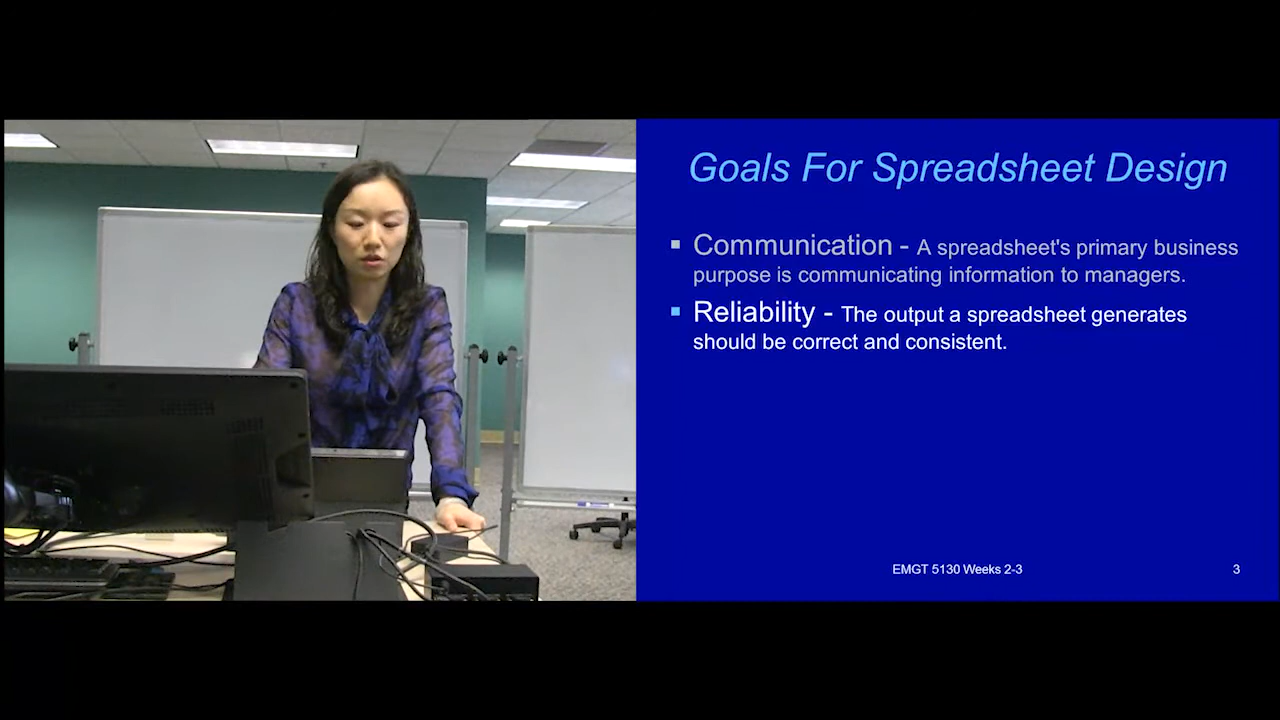 Goals For Spreadsheet Design
▪ Communication - A spreadsheet's primary business
purpose is communicating information to managers.
▪ Reliability - The output a spreadsheet generates
should be correct and consistent.
EMGT 5130 Weeks 2-3
3